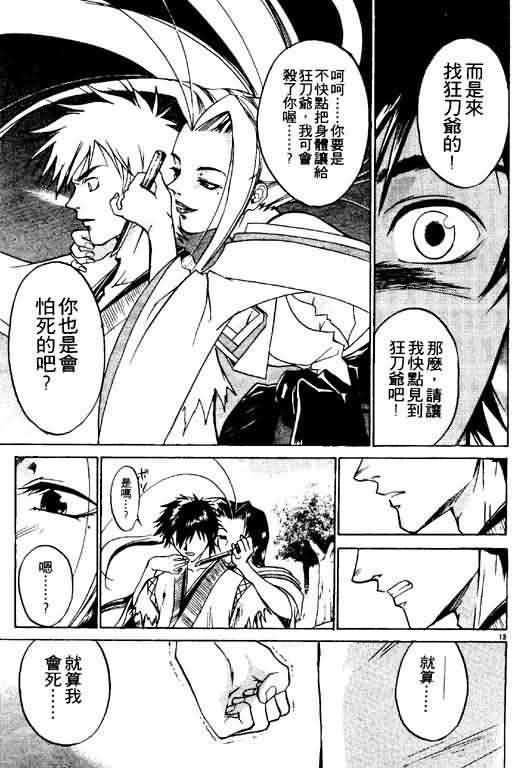 而是來
找狂刀爺
的！
呵呵……你要是
不快點把身體讓給
狂刀爺，我可會
殺了你喔……？
那麼，請讓
我快點見到
狂刀爺吧！
你也是會
怕死的吧？
是嗎…？
嗯……？
13
就算……
就算我
會死……